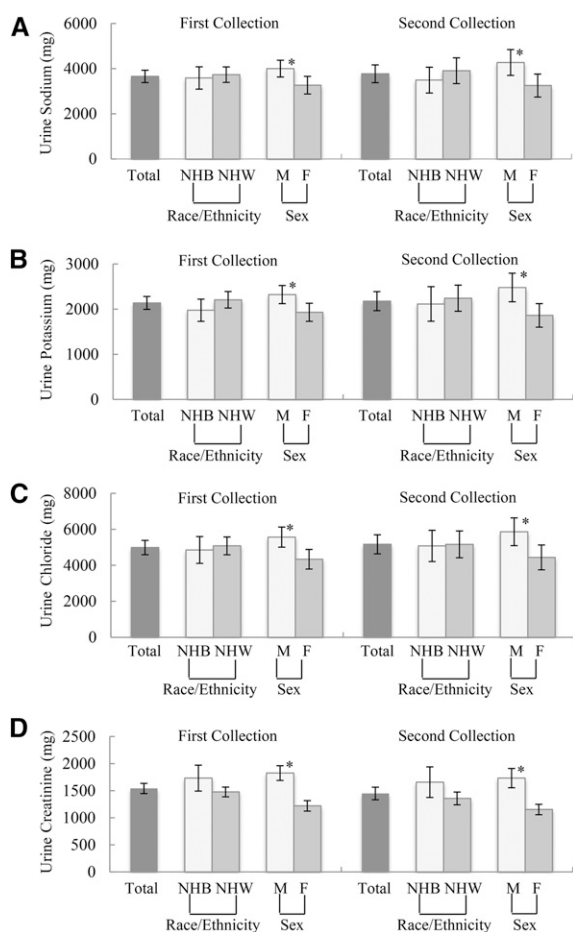 A
First Collection Second Collection
6000
4000
2000
0
Urine Sodium (mg)
* *
Total NHB NHW M F Total NHB NHW M F
Race/Ethnicity Sex Race/Ethnicity Sex
B
First Collection Second Collection
3000
2000
1000
0
Urine Potassium (mg)
* *
Total NHB NHW M F Total NHB NHW M F
Race/Ethnicity Sex Race/Ethnicity Sex
C
First Collection Second Collection
8000
6000
4000
2000
0
Urine Chloride (mg)
* *
Total NHB NHW M F Total NHB NHW M F
Race/Ethnicity Sex Race/Ethnicity Sex
D
First Collection Second Collection
2500
2000
1500
1000
500
0
Urine Creatinine (mg)
* *
Total NHB NHW M F Total NHB NHW M F
Race/Ethnicity Sex Race/Ethnicity Sex